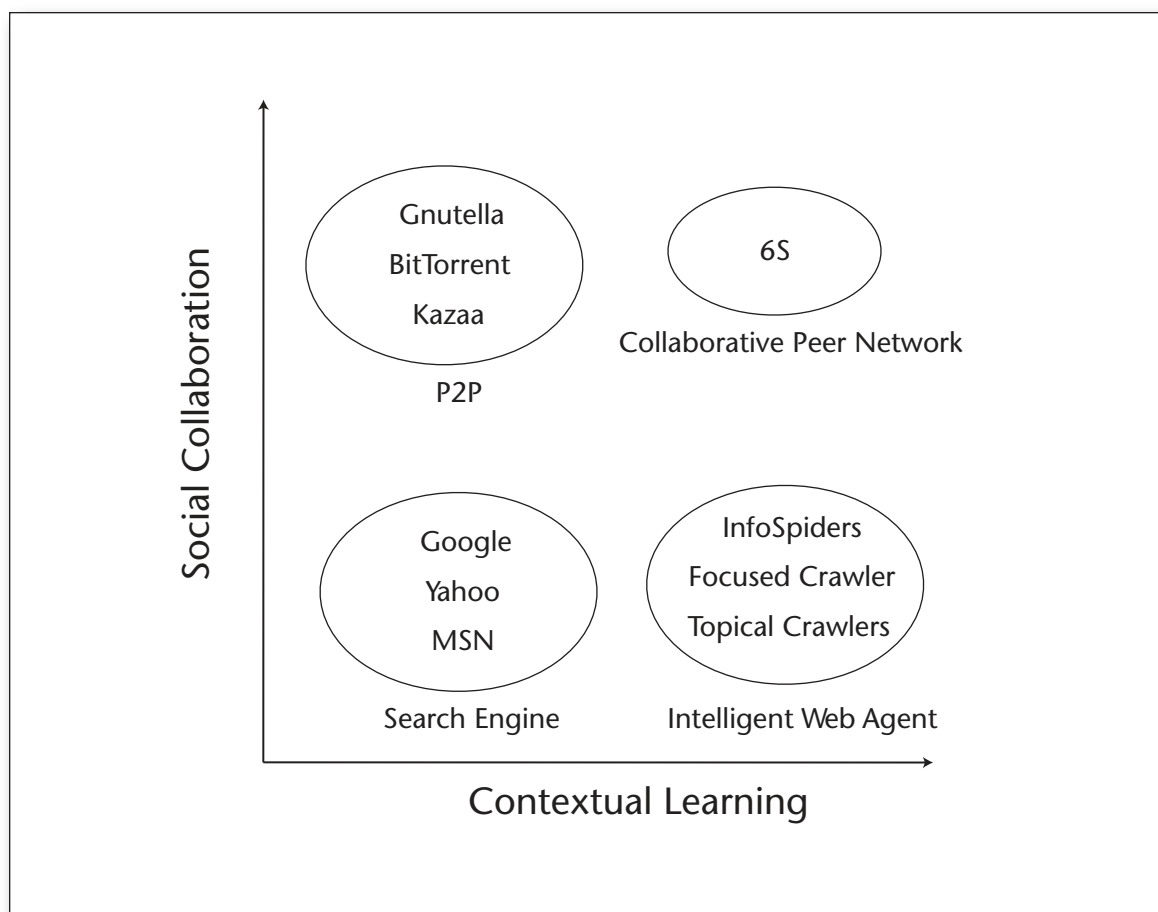 Social Collaboration
Gnutella
BitTorrent
Kazaa
P2P
6S
Collaborative Peer Network
Google
Yahoo
MSN
Search Engine
InfoSpiders
Focused Crawler
Topical Crawlers
Intelligent Web Agent
Contextual Learning